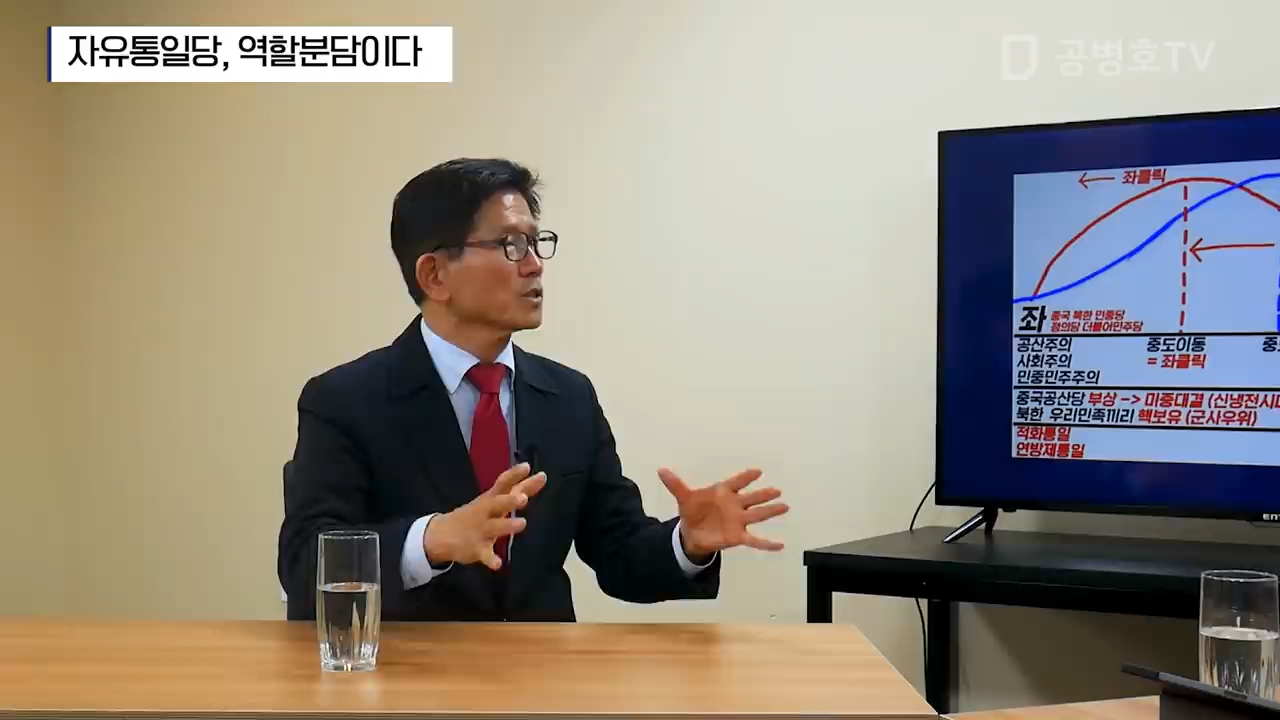 자유통일당, 역할분담이다
공병호TV
← 좌클릭
좌 중국 북한 민중당
정의당 더불어민주당
공산주의 중도이동
사회주의 = 좌클릭
민중민주주의
중국공산당 부상 -> 미중대결 (신냉전시대
북한 우리민족끼리 핵보유 (군사우위)
적화통일
연방제통일